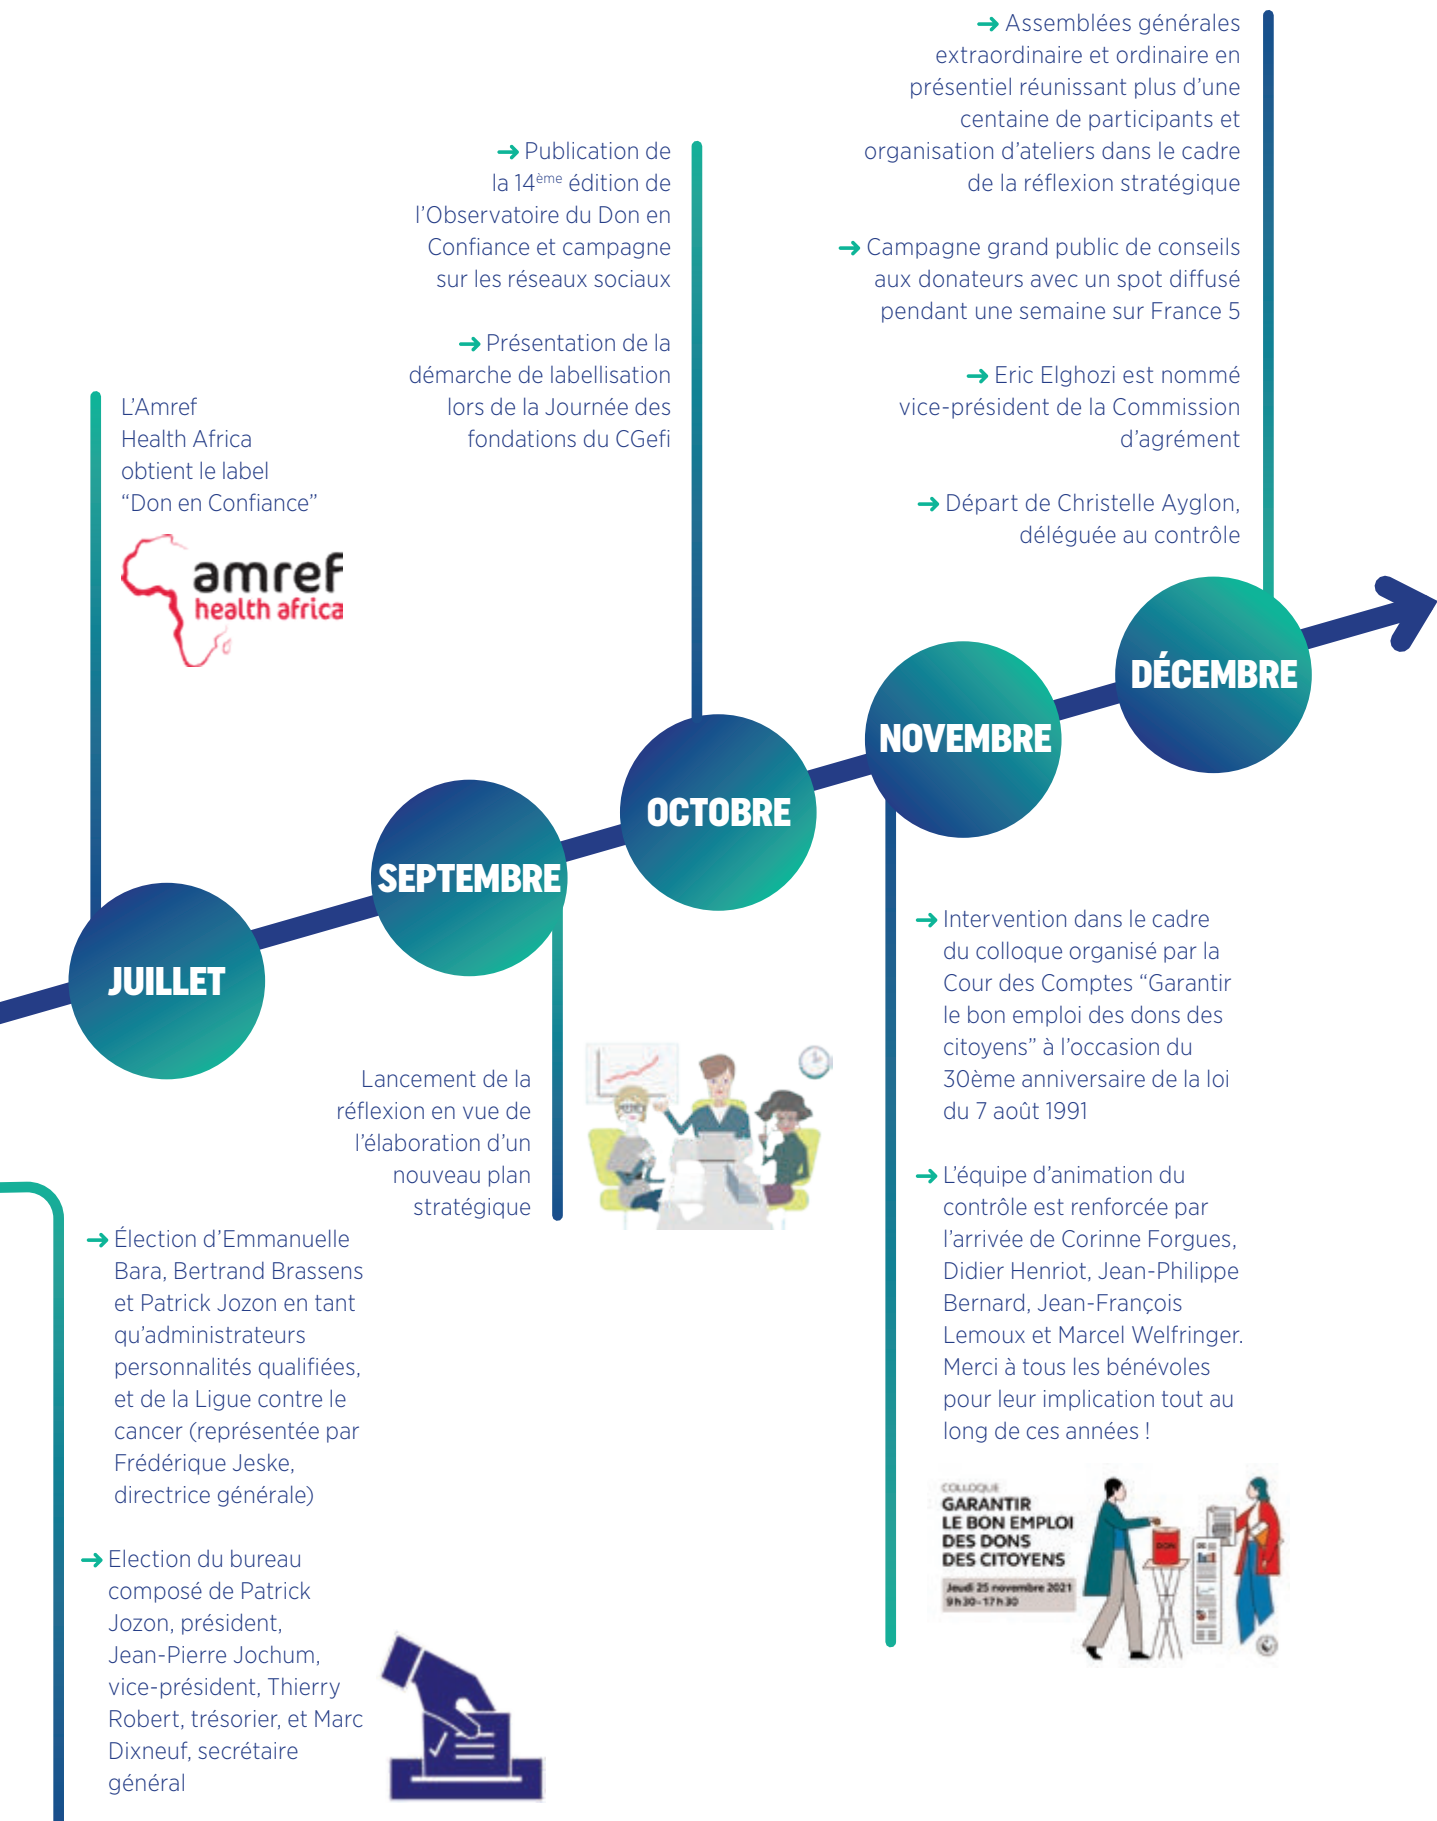 L’Amref
Health Africa
obtient le label
“Don en Confiance”
amref
health africa
JUILLET
➜ Élection d’Emmanuelle
Bara, Bertrand Brassens
et Patrick Jozon en tant
qu’administrateurs
personnalités qualifiées,
et de la Ligue contre le
cancer (représentée par
Frédérique Jeske,
directrice générale)
➜ Election du bureau
composé de Patrick
Jozon, président,
Jean-Pierre Jochum,
vice-président, Thierry
Robert, trésorier, et Marc
Dixneuf, secrétaire
général
SEPTEMBRE
Lancement de la
réflexion en vue de
l’élaboration d’un
nouveau plan
stratégique
➜ Publication de
la 14ème édition de
l’Observatoire du Don en
Confiance et campagne
sur les réseaux sociaux
➜ Présentation de la
démarche de labellisation
lors de la Journée des
fondations du CGefi
OCTOBRE
NOVEMBRE
➜ Intervention dans le cadre
du colloque organisé par la
Cour des Comptes “Garantir
le bon emploi des dons des
citoyens” à l’occasion du
30ème anniversaire de la loi
du 7 août 1991
➜ L’équipe d’animation du
contrôle est renforcée par
l’arrivée de Corinne Forgues,
Didier Henriot, Jean-Philippe
Bernard, Jean-François
Lemoux et Marcel Welfringer.
Merci à tous les bénévoles
pour leur implication tout au
long de ces années !
COLLOQUE
GARANTIR
LE BON EMPLOI
DES DONS
DES CITOYENS
Jeudi 25 novembre 2021
9h30-17h30
DON
➜ Assemblées générales
extraordinaire et ordinaire en
présentiel réunissant plus d’une
centaine de participants et
organisation d’ateliers dans le cadre
de la réflexion stratégique
➜ Campagne grand public de conseils
aux donateurs avec un spot diffusé
pendant une semaine sur France 5
➜ Eric Elghozi est nommé
vice-président de la Commission
d’agrément
➜ Départ de Christelle Ayglon,
déléguée au contrôle
DÉCEMBRE